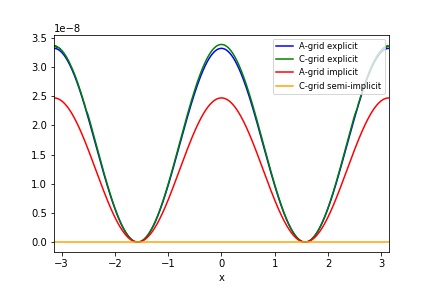 1e−8
3.5
3.0
2.5
2.0
1.5
1.0
0.5
0.0
A-grid explicit
C-grid explicit
A-grid implicit
C-grid semi-implicit
−3 −2 −1 0 1 2 3
x